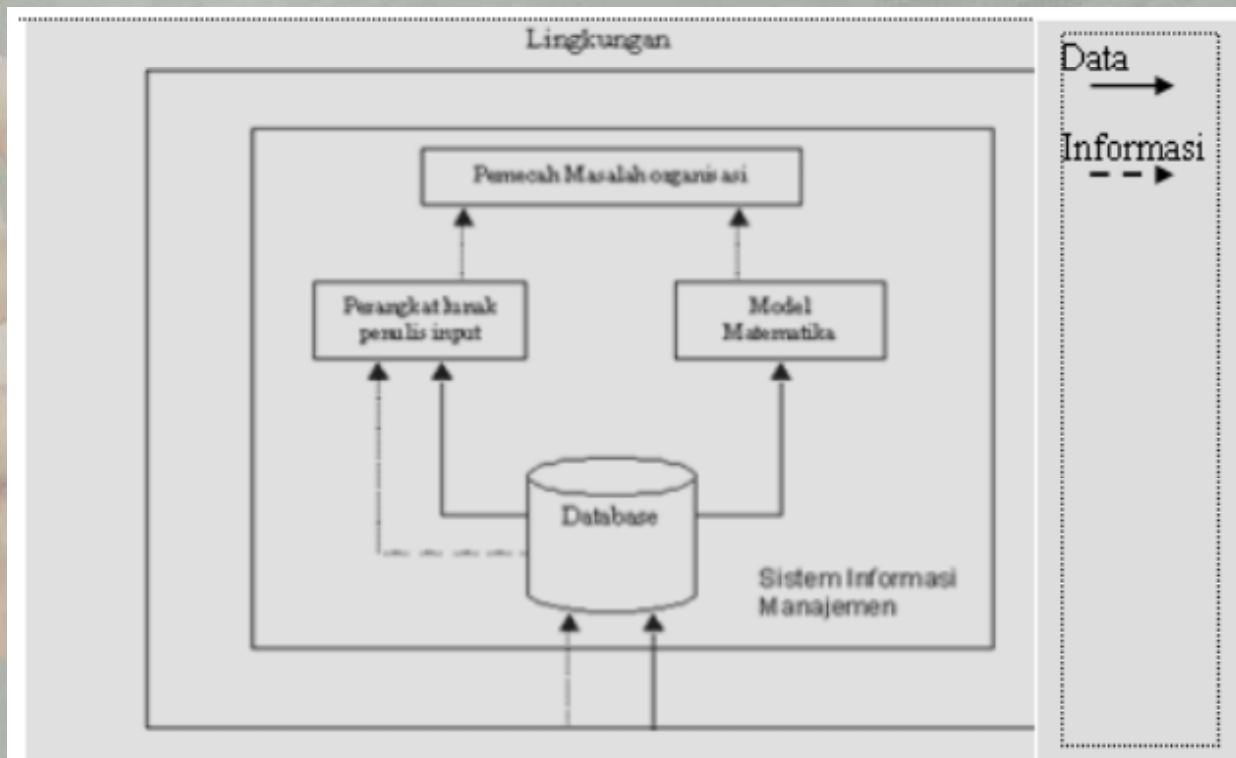 Lingkungan
Data
Informasi
Pemecah Masalah organisasi
Perangkat lunak
penulis input
Model
Matematika
Database
Sistem Informasi
Manajemen